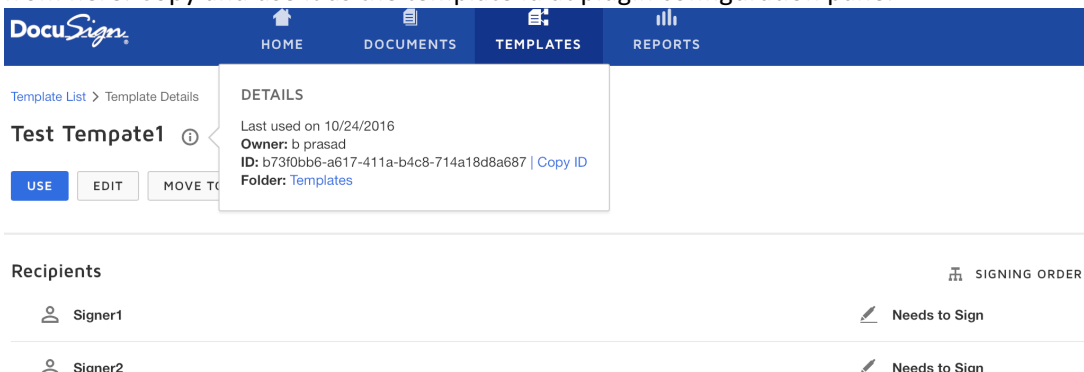 DocuSign
HOME DOCUMENTS TEMPLATES REPORTS
Template List > Template Details
Test Tempate1
DETAILS
Last used on 10/24/2016
Owner: b prasad
ID: b73f0bb6-a617-411a-b4c8-714a18d8a687 | Copy ID
Folder: Templates
USE EDIT MOVE TO
Recipients SIGNING ORDER
Signer1 Needs to Sign
Signer2 Needs to Sign